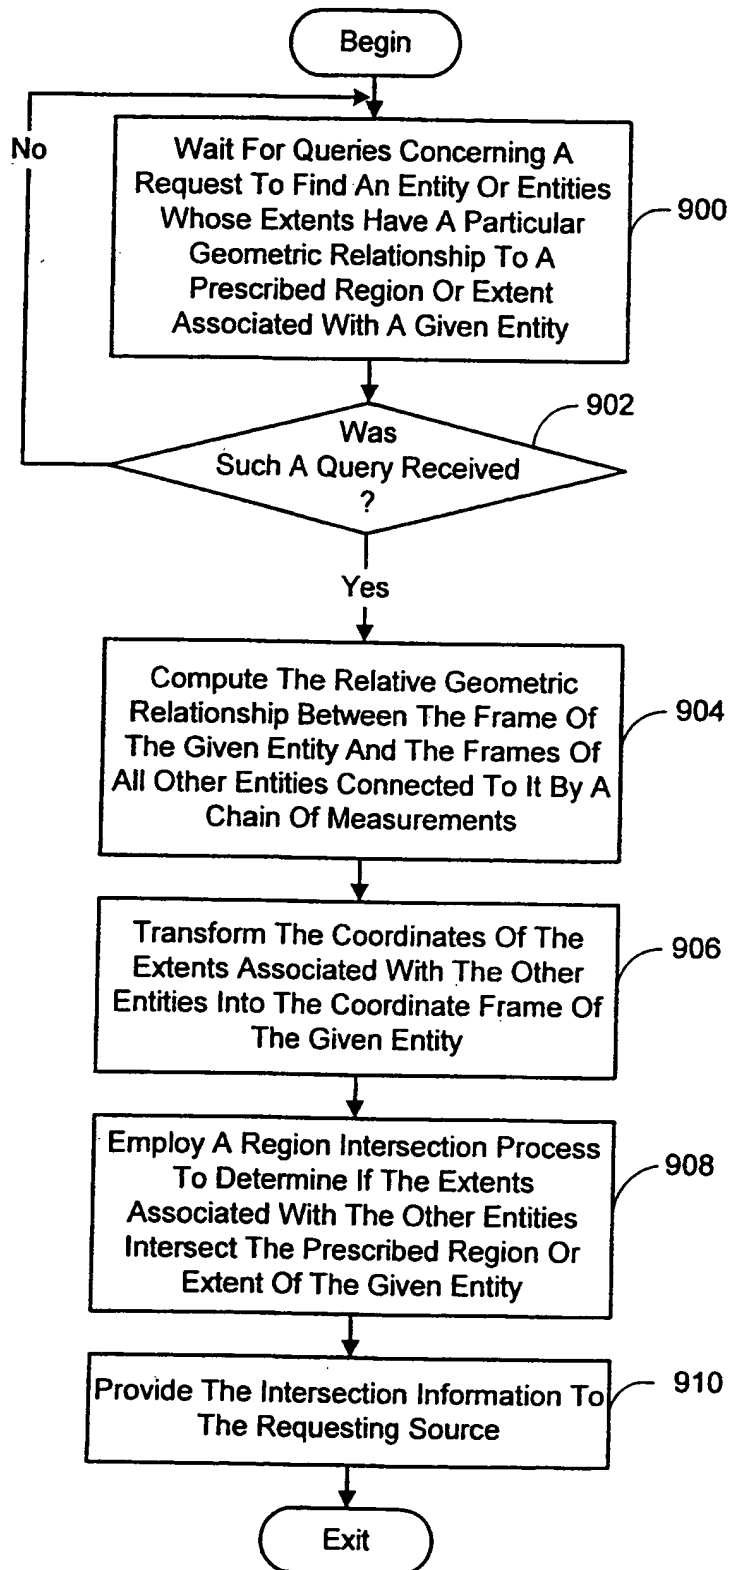 Begin
No
Wait For Queries Concerning A
Request To Find An Entity Or Entities
Whose Extents Have A Particular
Geometric Relationship To A
Prescribed Region Or Extent
Associated With A Given Entity
900
902
Was
Such A Query Received
?
Yes
Compute The Relative Geometric
Relationship Between The Frame Of
The Given Entity And The Frames Of
All Other Entities Connected To It By A
Chain Of Measurements
904
Transform The Coordinates Of The
Extents Associated With The Other
Entities Into The Coordinate Frame Of
The Given Entity
906
Employ A Region Intersection Process
To Determine If The Extents
Associated With The Other Entities
Intersect The Prescribed Region Or
Extent Of The Given Entity
908
Provide The Intersection Information To
The Requesting Source
910
Exit